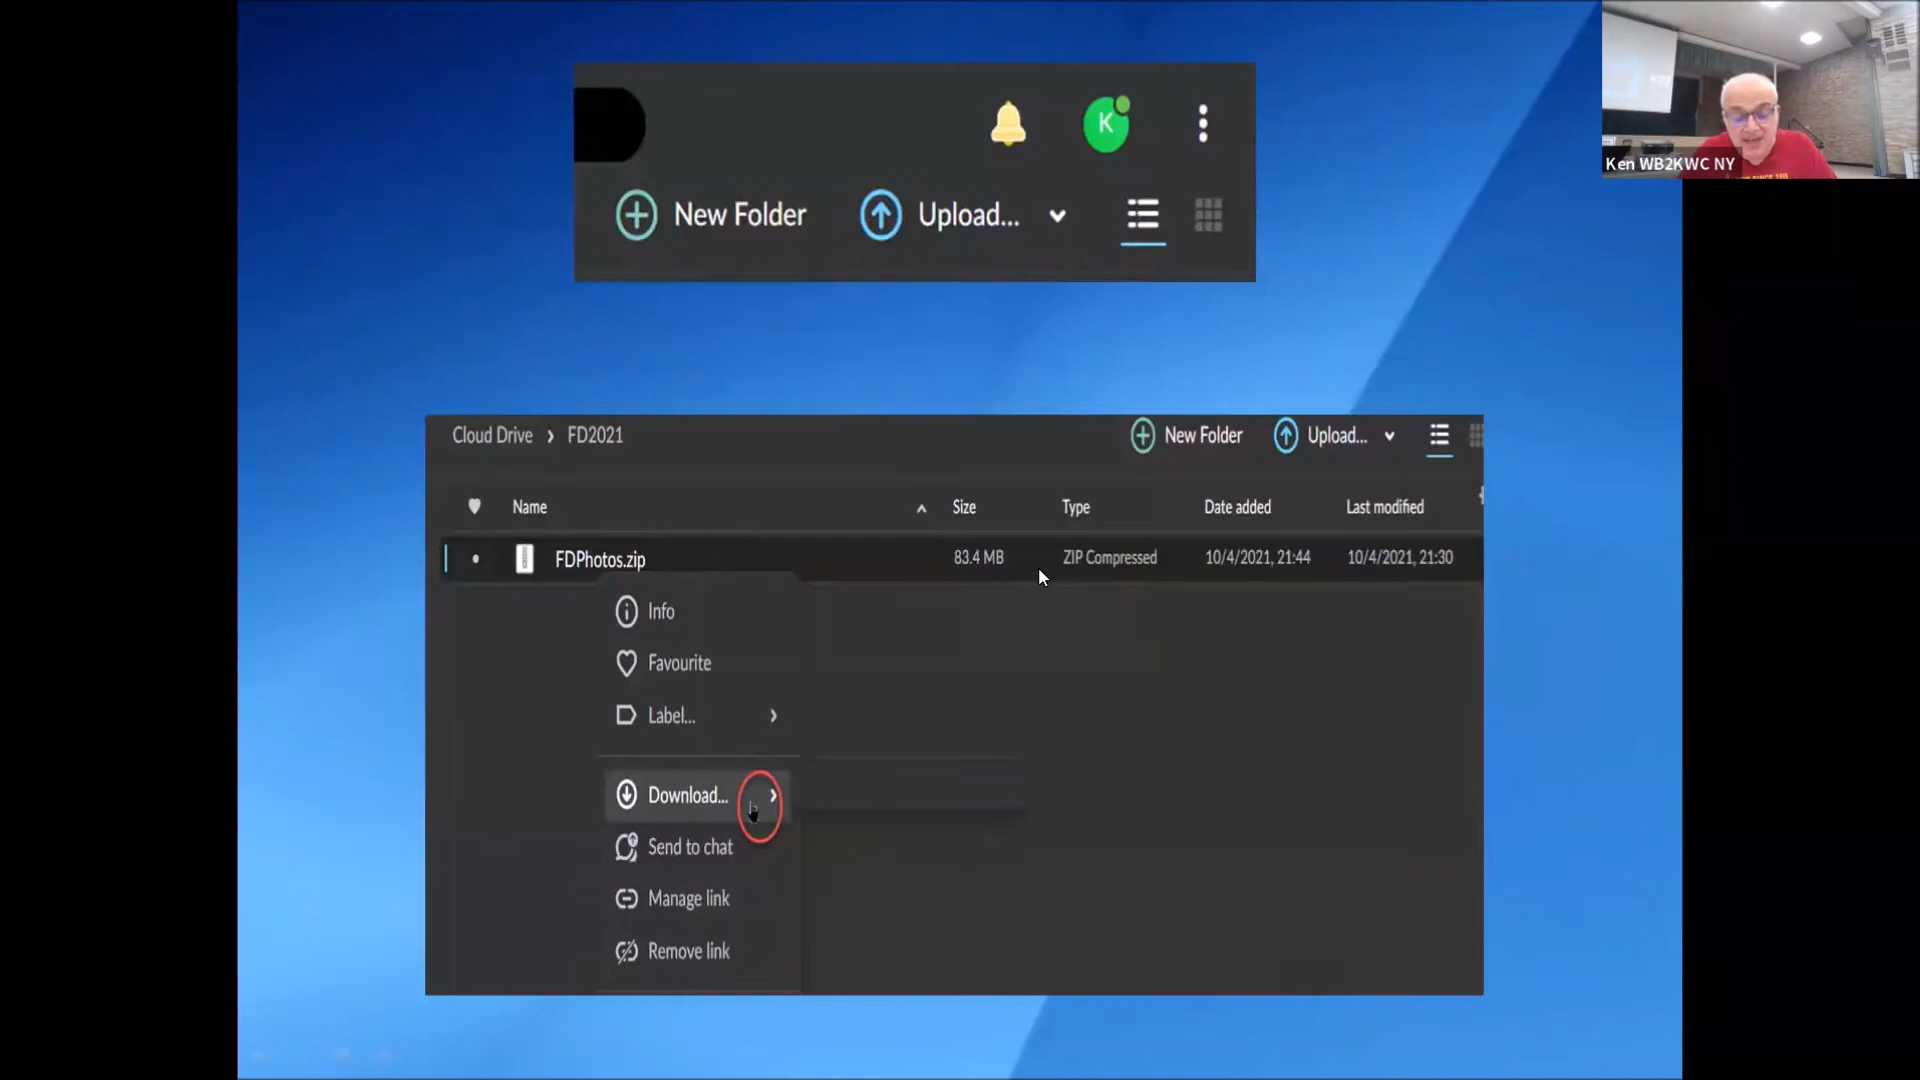 K
New Folder Upload...
Ken WB2KWC NY
Cloud Drive › FD2021 New Folder Upload...
Name Size Type Date added Last modified
FDPhotos.zip 83.4 MB ZIP Compressed 10/4/2021, 21:44 10/4/2021, 21:30
Info
Favourite
Label...
Download...
Send to chat
Manage link
Remove link